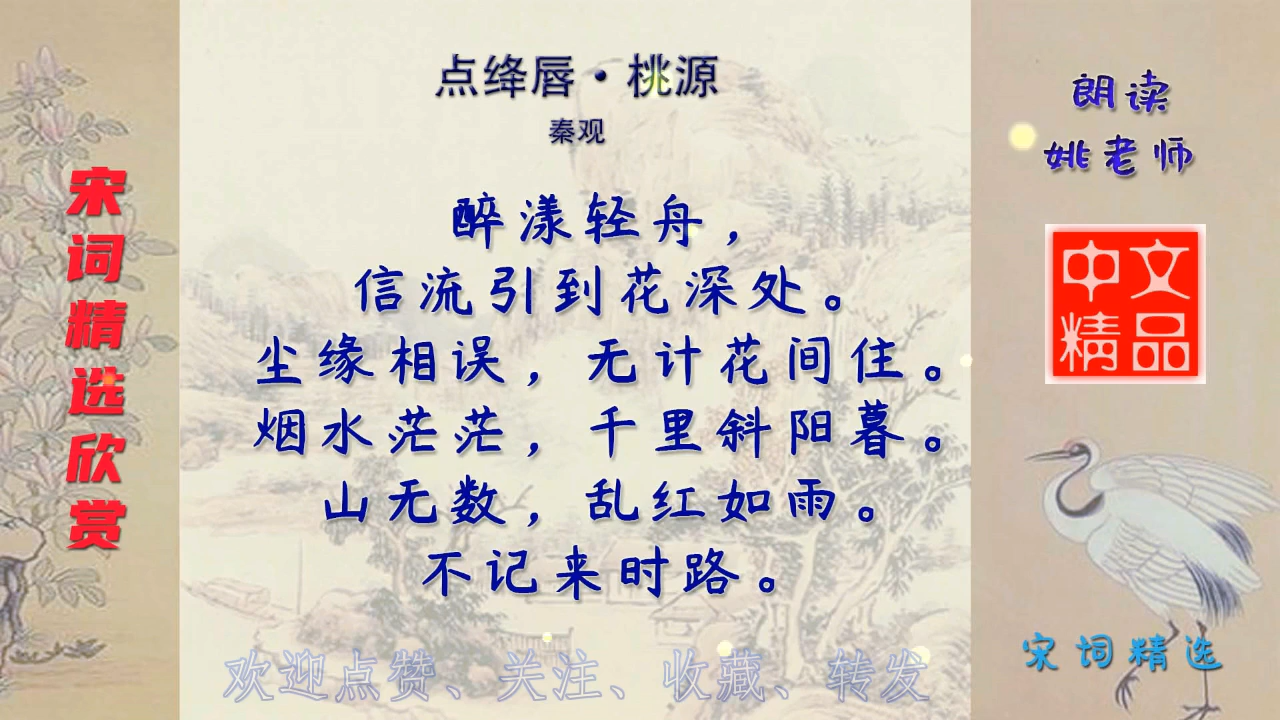 点绛唇·桃源
秦观
醉漾轻舟，
信流引到花深处。
尘缘相误，无计花间住。
烟水茫茫，千里斜阳暮。
山无数，乱红如雨。
不记来时路。
欢迎点赞、关注、收藏、转发
宋词精选欣赏
朗读
姚老师
中文
精品
宋词精选